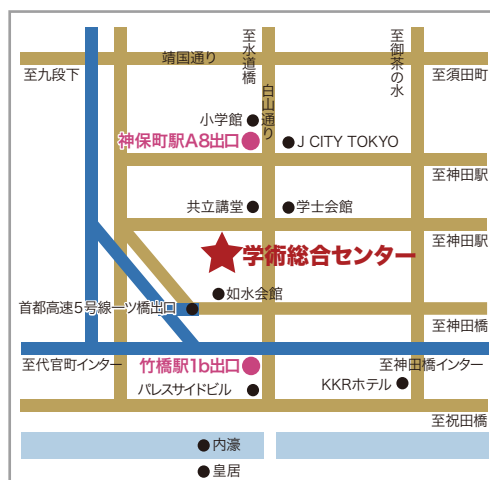 至水道橋
至御茶の水
靖国通り
至九段下
至須田町
白山通り
小学館
神保町駅A8出口
J CITY TOKYO
至神田駅
共立講堂
学士会館
至神田駅
学術総合センター
如水会館
首都高速5号線一ツ橋出口
至神田橋
至代官町インター
竹橋駅1b出口
至神田橋インター
パレスサイドビル
KKRホテル
至祝田橋
内濠
皇居